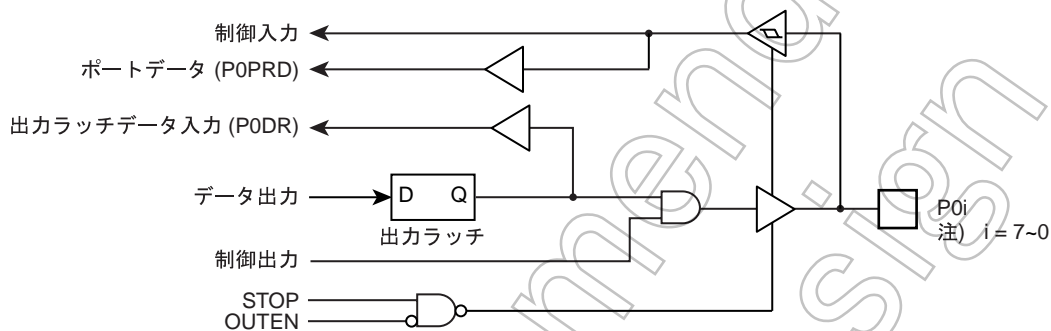 制御入力
ポートデータ (P0PRD)
出力ラッチデータ入力 (P0DR)
データ出力
D Q
出力ラッチ
P0i
注) i = 7~0
制御出力
STOP
OUTEN